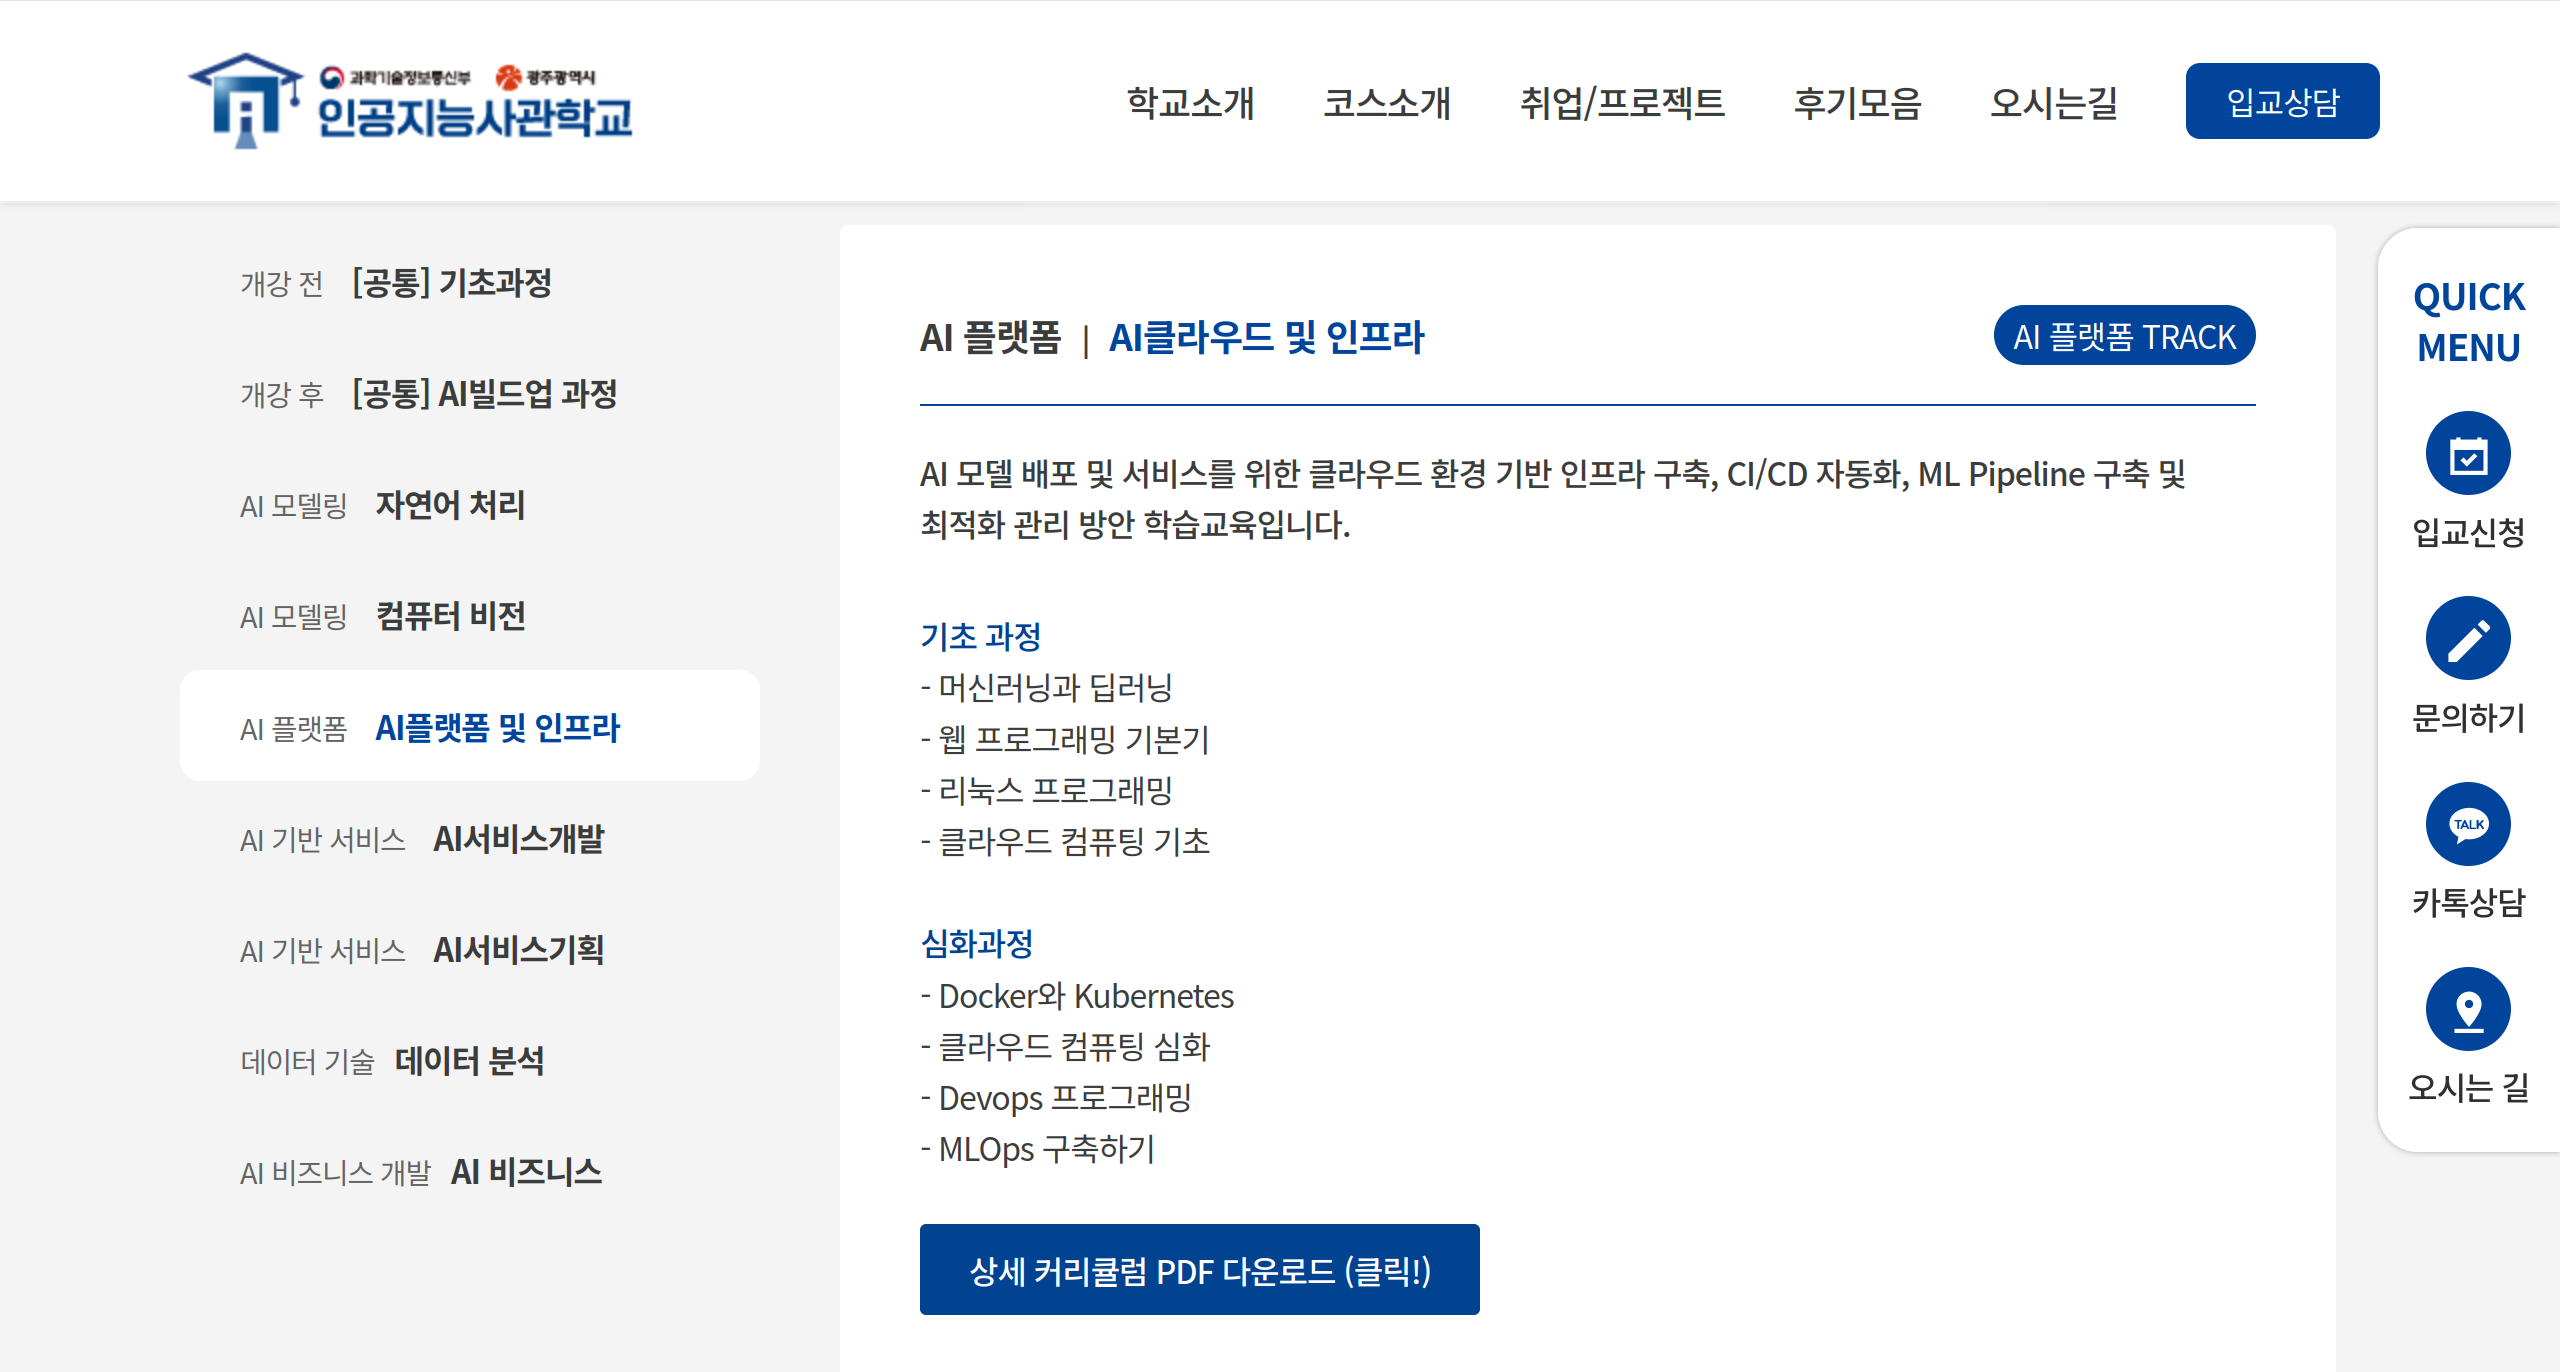 과학기술정보통신부 광주광역시
인공지능사관학교
학교소개 코스소개 취업/프로젝트 후기모음 오시는길 입교상담
개강 전 [공통] 기초과정
개강 후 [공통] AI빌드업 과정
AI 모델링 자연어 처리
AI 모델링 컴퓨터 비전
AI 플랫폼 AI플랫폼 및 인프라
AI 기반 서비스 AI서비스개발
AI 기반 서비스 AI서비스기획
데이터 기술 데이터 분석
AI 비즈니스 개발 AI 비즈니스
AI 플랫폼 | AI클라우드 및 인프라
AI 플랫폼 TRACK
AI 모델 배포 및 서비스를 위한 클라우드 환경 기반 인프라 구축, CI/CD 자동화, ML Pipeline 구축 및
최적화 관리 방안 학습교육입니다.
기초 과정
- 머신러닝과 딥러닝
- 웹 프로그래밍 기본기
- 리눅스 프로그래밍
- 클라우드 컴퓨팅 기초
심화과정
- Docker와 Kubernetes
- 클라우드 컴퓨팅 심화
- Devops 프로그래밍
- MLOps 구축하기
상세 커리큘럼 PDF 다운로드 (클릭!)
QUICK
MENU
입교신청
문의하기
TALK
카톡상담
오시는 길